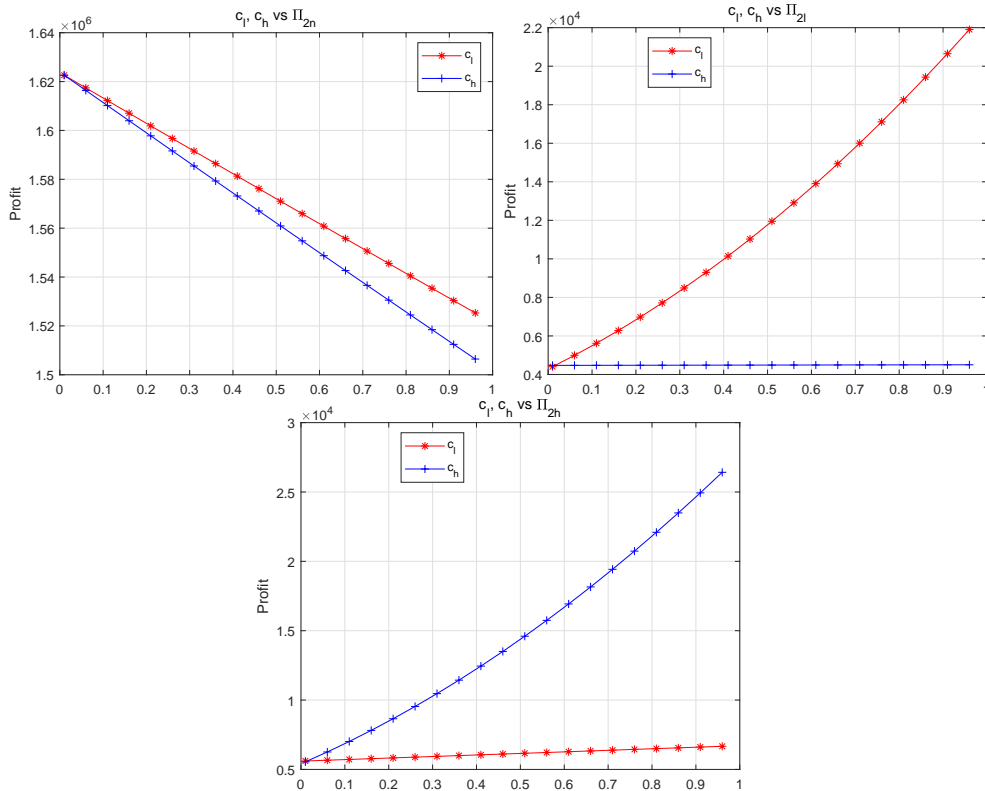 c_l, c_h vs Π_2n
×10^6
1.64
1.62
1.6
1.58
1.56
1.54
1.52
1.5
Profit
0 0.1 0.2 0.3 0.4 0.5 0.6 0.7 0.8 0.9 1
c_l
c_h
c_l, c_h vs Π_2l
×10^4
2.2
2
1.8
1.6
1.4
1.2
1
0.8
0.6
0.4
Profit
0 0.1 0.2 0.3 0.4 0.5 0.6 0.7 0.8 0.9 1
c_l
c_h
c_l, c_h vs Π_2h
×10^4
3
2.5
2
1.5
1
0.5
Profit
0 0.1 0.2 0.3 0.4 0.5 0.6 0.7 0.8 0.9 1
c_l
c_h